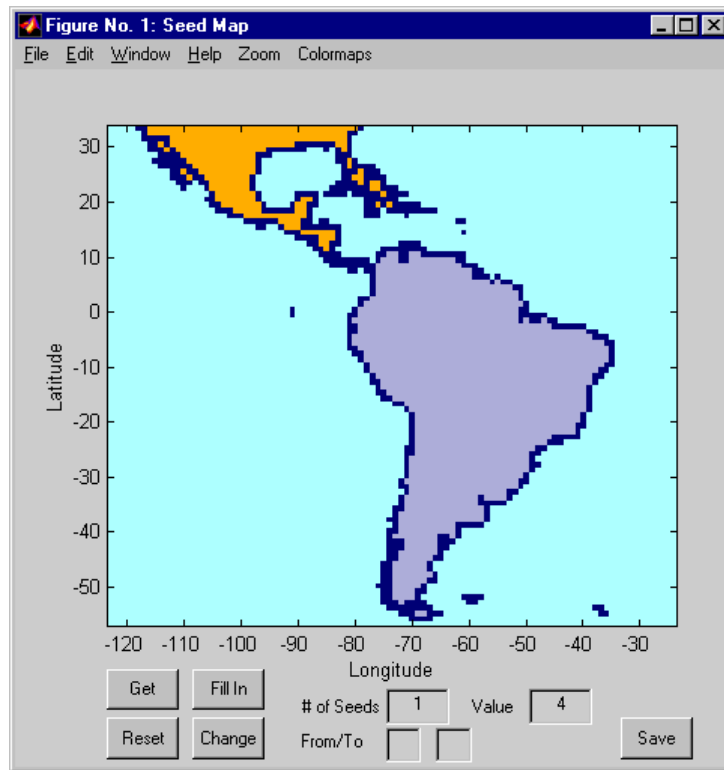 Figure No. 1: Seed Map
File Edit Window Help Zoom Colormaps
30
20
10
0
-10
-20
-30
-40
-50
Latitude
-120 -110 -100 -90 -80 -70 -60 -50 -40 -30
Longitude
Get Fill In
# of Seeds 1 Value 4
Reset Change From/To Save